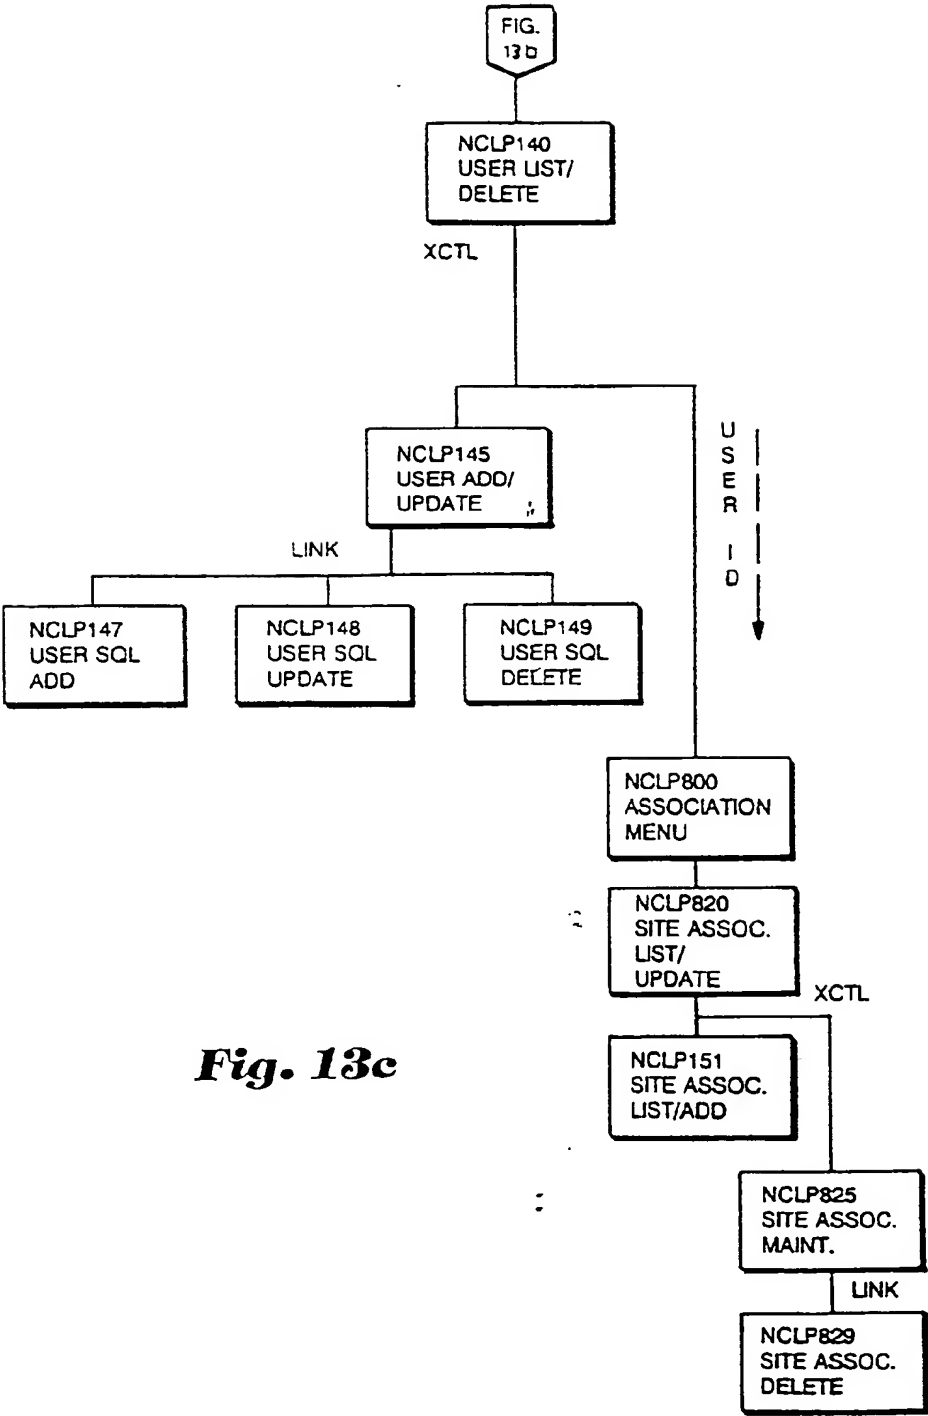 FIG.
13b
NCLP140
USER LIST/
DELETE
XCTL
NCLP145
USER ADD/
UPDATE
USER ID
LINK
NCLP147
USER SQL
ADD
NCLP148
USER SQL
UPDATE
NCLP149
USER SQL
DELETE
NCLP800
ASSOCIATION
MENU
NCLP820
SITE ASSOC.
LIST/
UPDATE
XCTL
NCLP151
SITE ASSOC.
LIST/ADD
Fig. 13c
NCLP825
SITE ASSOC.
MAINT.
LINK
NCLP829
SITE ASSOC.
DELETE